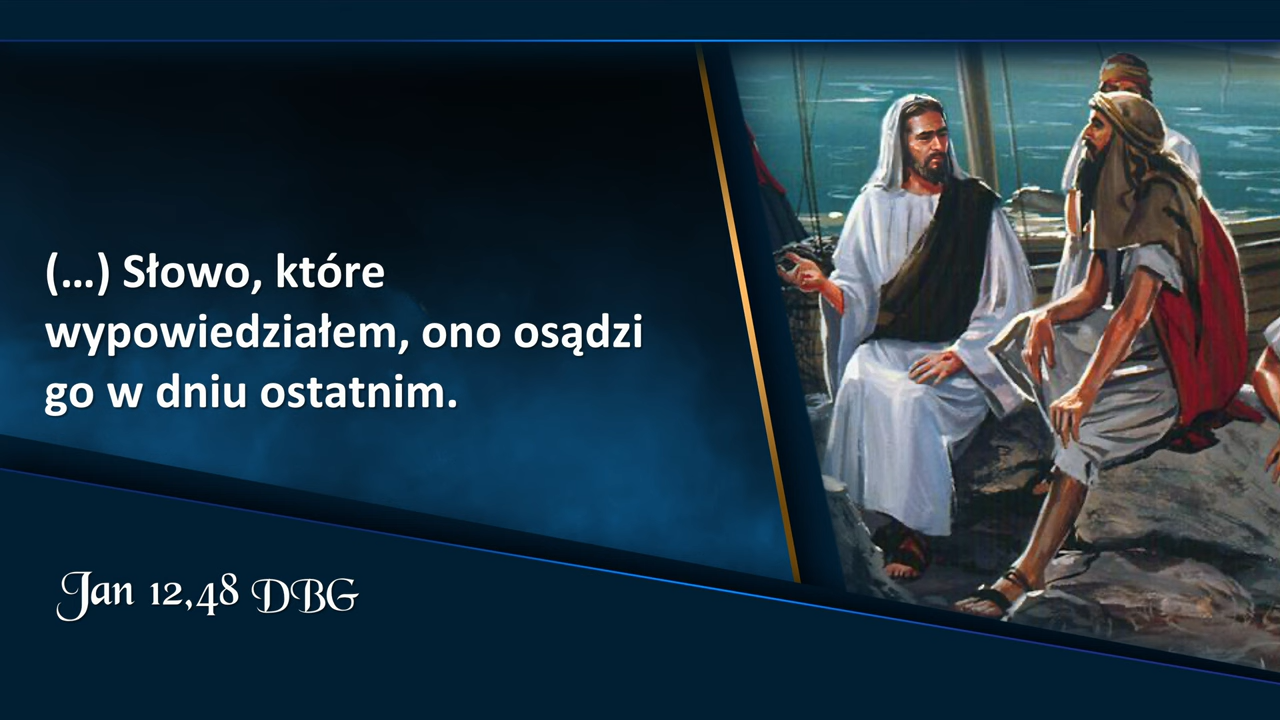 (...) Słowo, które
wypowiedziałem, ono osądzi
go w dniu ostatnim.
Jan 12,48 DBG